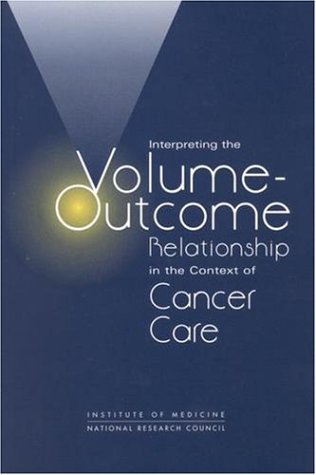 Interpreting the
Volume-
Outcome
Relationship
in the Context of
Cancer
Care
INSTITUTE OF MEDICINE
NATIONAL RESEARCH COUNCIL